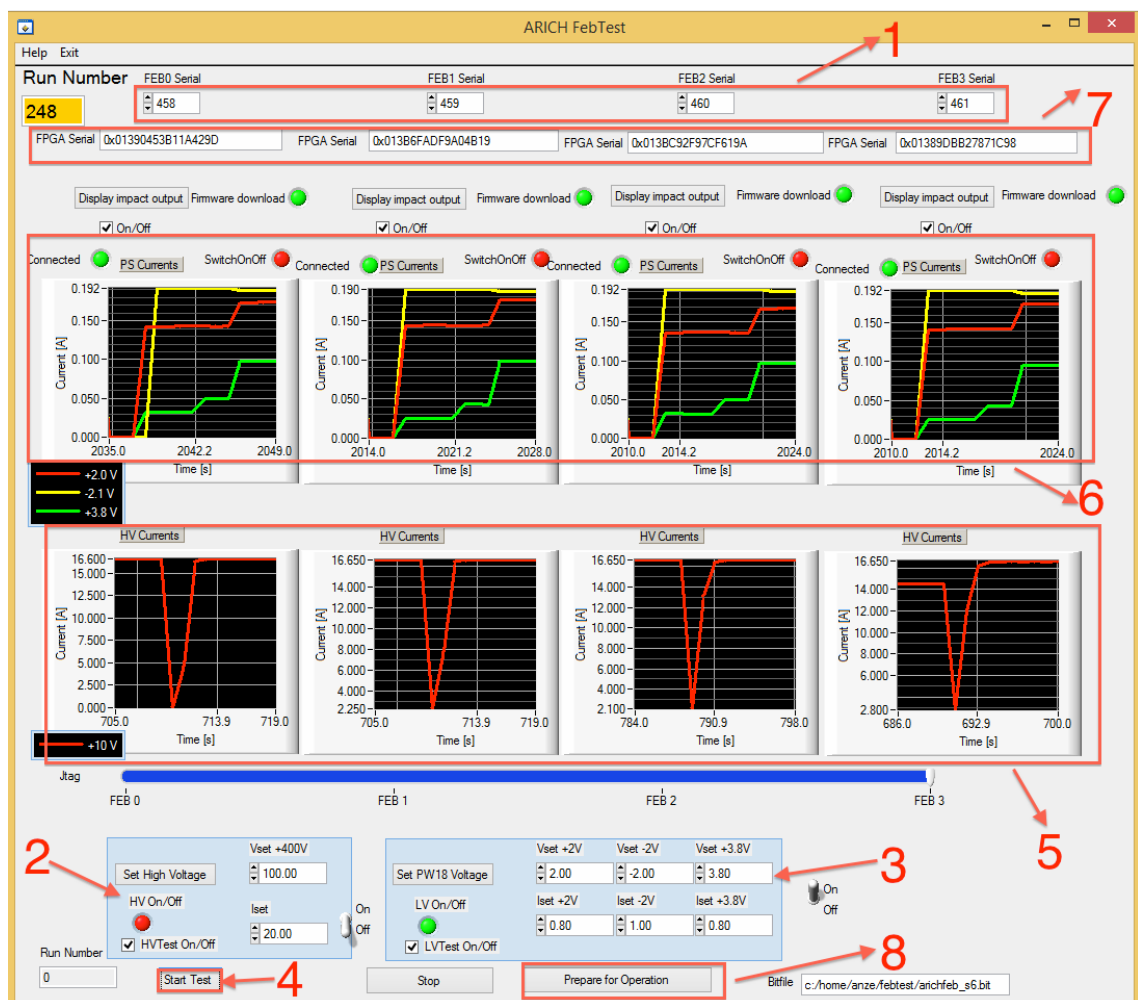 ARICH FebTest
Help Exit
1
Run Number FEB0 Serial FEB1 Serial FEB2 Serial FEB3 Serial
248 458 459 460 461
7
FPGA Serial 0x01390453B11A429D FPGA Serial 0x013B6FADF9A04B19 FPGA Serial 0x013BC92F97CF619A FPGA Serial 0x01389DBB27871C98
Display impact output Firmware download Display impact output Firmware download Display impact output Firmware download Display impact output Firmware download
On/Off On/Off On/Off On/Off
Connected PS Currents SwitchOnOff Connected PS Currents SwitchOnOff Connected PS Currents SwitchOnOff Connected PS Currents SwitchOnOff
0.192 0.192 0.192 0.192
0.150 0.150 0.150 0.150
0.100 0.100 0.100 0.100
0.050 0.050 0.050 0.050
0.000 0.000 0.000 0.000
Current [A] Current [A] Current [A] Current [A]
2035.0 2042.2 2049.0 2014.0 2021.2 2028.0 2010.0 2014.2 2024.0 2010.0 2014.2 2024.0
Time [s] Time [s] Time [s] Time [s]
+2.0 V
-2.1 V
+3.8 V
6
HV Currents HV Currents HV Currents HV Currents
16.600 16.650 16.650 16.650
15.000 14.000 14.000 14.000
12.500 12.000 12.000 12.000
10.000 10.000 10.000 10.000
7.500 8.000 8.000 8.000
5.000 6.000 6.000 6.000
2.500 4.000 4.000
0.000 2.250 2.100 2.800
Current [A] Current [A] Current [A] Current [A]
705.0 713.9 719.0 705.0 713.9 719.0 784.0 790.9 798.0 686.0 692.9 700.0
Time [s] Time [s] Time [s] Time [s]
+10 V
Jtag
FEB 0 FEB 1 FEB 2 FEB 3
5
2
Vset +400V
Set High Voltage 100.00
HV On/Off Iset
20.00
HVTest On/Off
On
Off
Vset +2V Vset -2V Vset +3.8V
Set PW18 Voltage 2.00 -2.00 3.80
3
LV On/Off Iset +2V Iset -2V Iset +3.8V
0.80 1.00 0.80
LVTest On/Off
On
Off
8
Run Number
0 Start Test 4 Stop Prepare for Operation Bitfile c:/home/anze/febtest/arichfeb_s6.bit